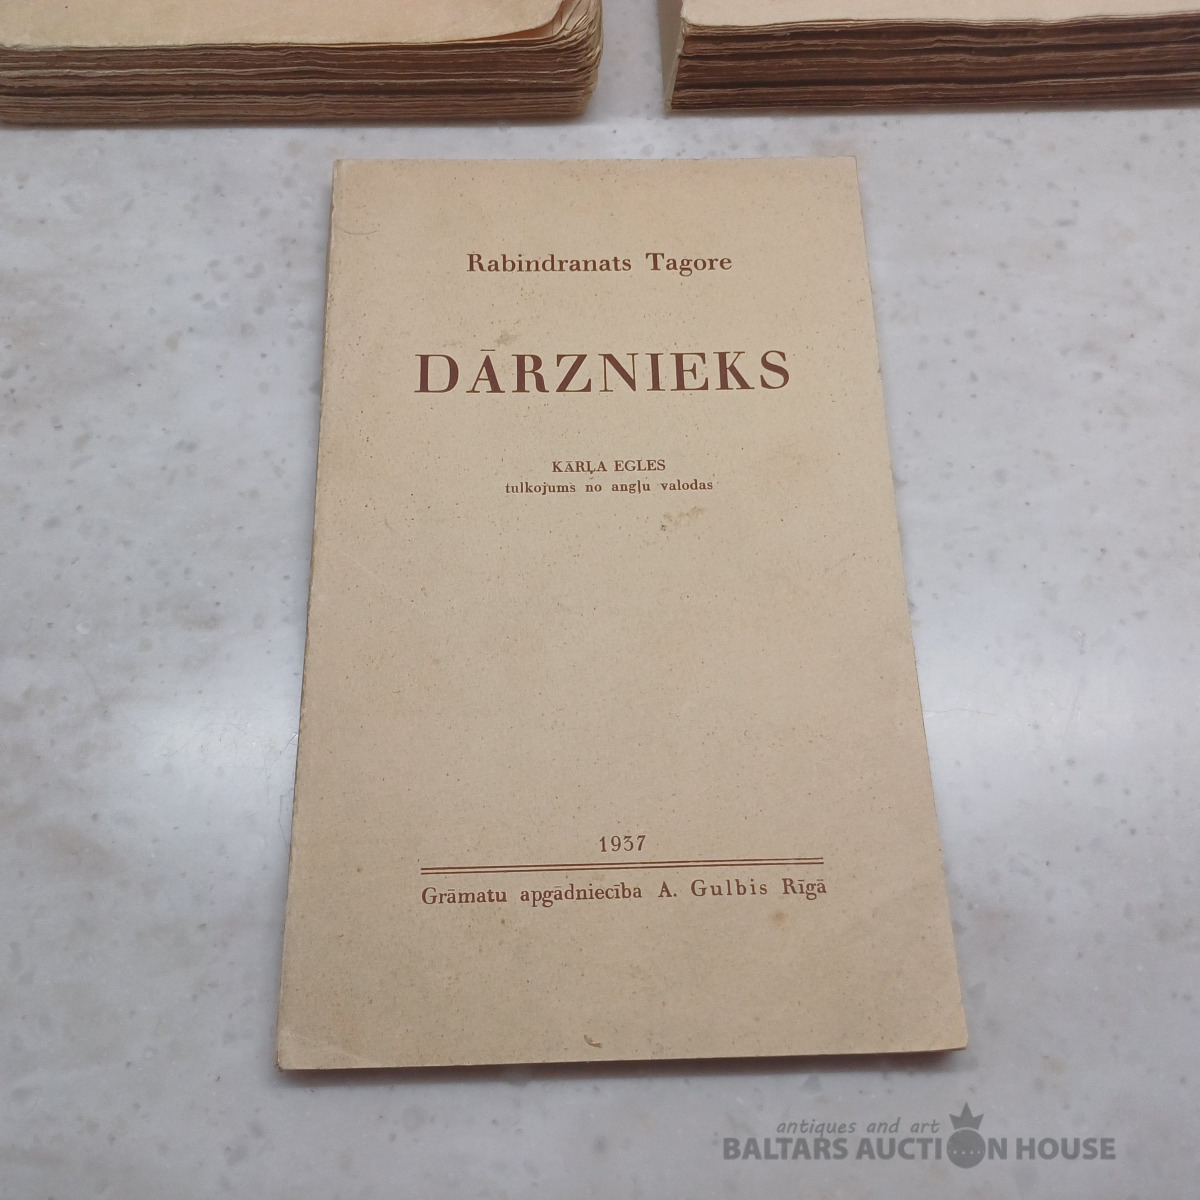 Rabindranats Tagore
DĀRZNIEKS
KĀRĻA EGLES
tulkojums no angļu valodas
1937
Grāmatu apgādniecība A. Gulbis Rīgā
antiques and art
BALTARS AUCTION HOUSE